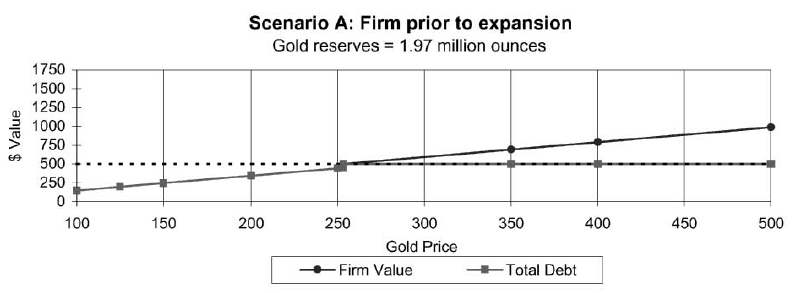 Scenario A: Firm prior to expansion
Gold reserves = 1.97 million ounces
$ Value
1750
1500
1250
1000
750
500
250
0
100 150 200 250 300 350 400 450 500
Gold Price
Firm Value Total Debt